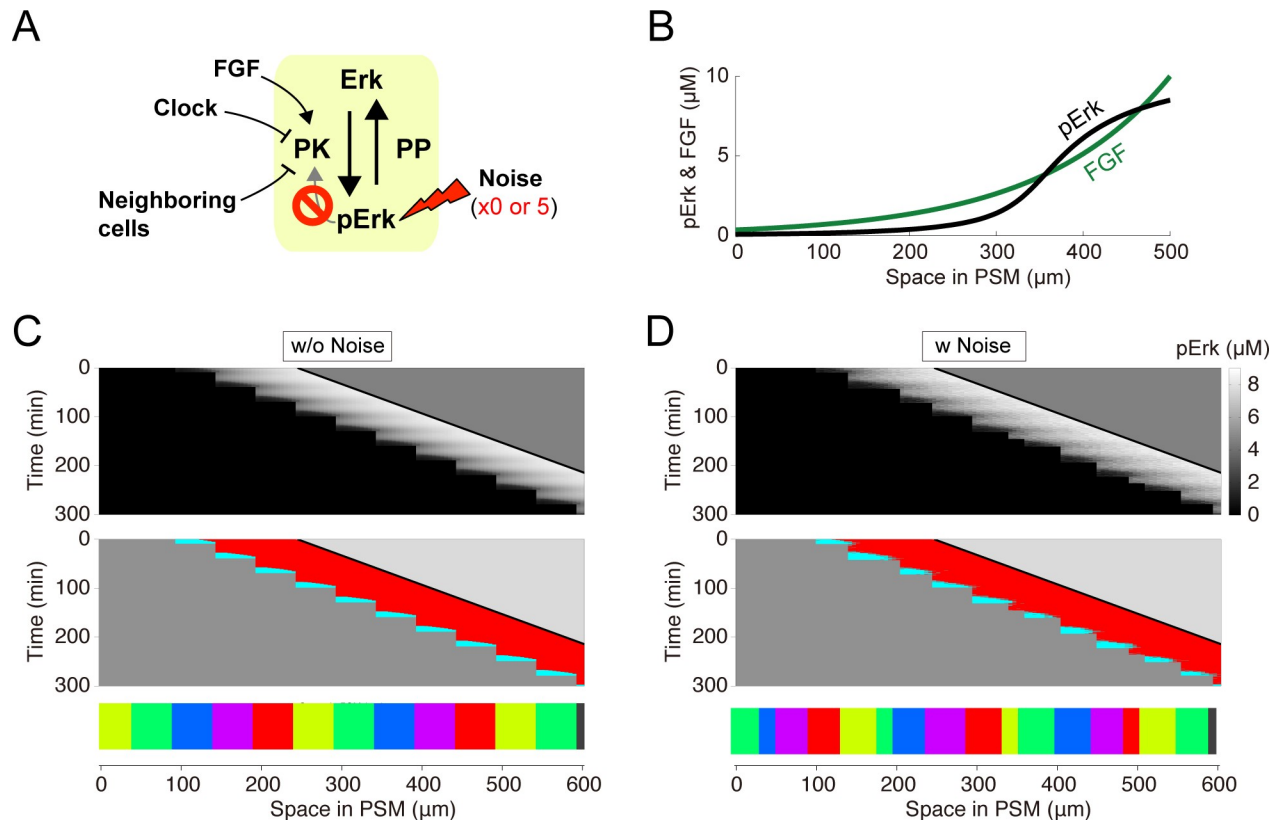 A
FGF
Erk
Clock
PK
PP
Neighboring
cells
pErk
Noise
(x0 or 5)
B
10
5
0
pErk & FGF (µM)
pErk
FGF
0 100 200 300 400 500
Space in PSM (µm)
C
w/o Noise
0
100
200
300
Time (min)
0
100
200
300
Time (min)
0 100 200 300 400 500 600
Space in PSM (µm)
D
w Noise
pErk (µM)
8
6
4
2
0
0
100
200
300
Time (min)
0
100
200
300
Time (min)
0 100 200 300 400 500 600
Space in PSM (µm)